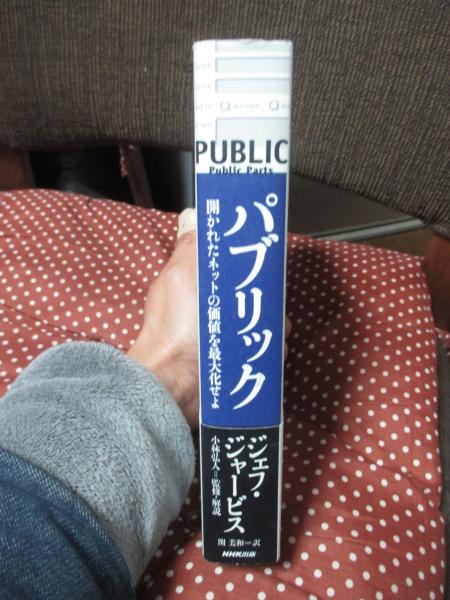 women
PUBLIC
Public Parts
パブリック
開かれたネットの価値を最大化せよ
ジェフ・
ジャービス
小林弘人=監修・解説
関 美和=訳
NHK出版